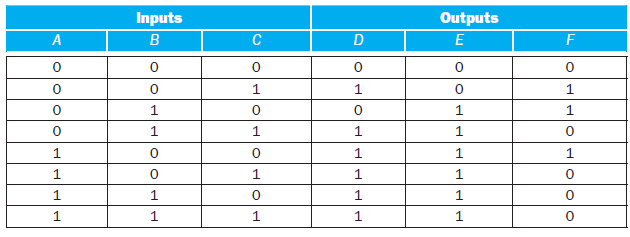 Inputs Outputs
A B C D E F
0 0 0 0 0 0
0 0 1 1 0 1
0 1 0 0 1 1
0 1 1 1 1 0
1 0 0 1 1 1
1 0 1 1 1 0
1 1 0 1 1 0
1 1 1 1 1 0